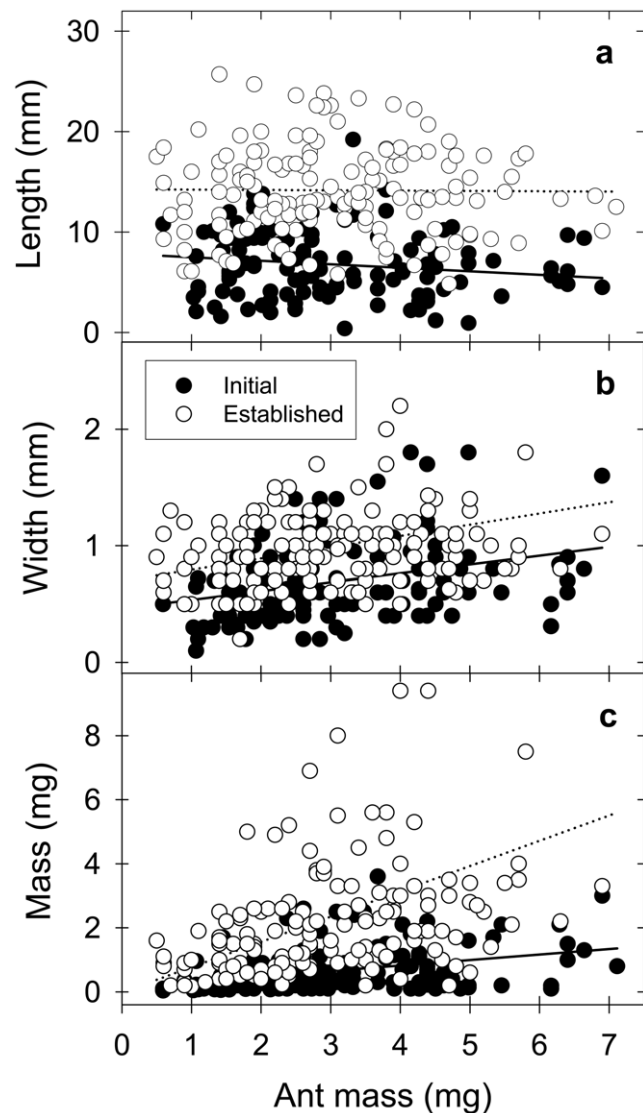 30
a
20
Length (mm)
10
0
b
Initial
Established
2
Width (mm)
1
0
c
8
6
Mass (mg)
4
2
0
0 1 2 3 4 5 6 7
Ant mass (mg)